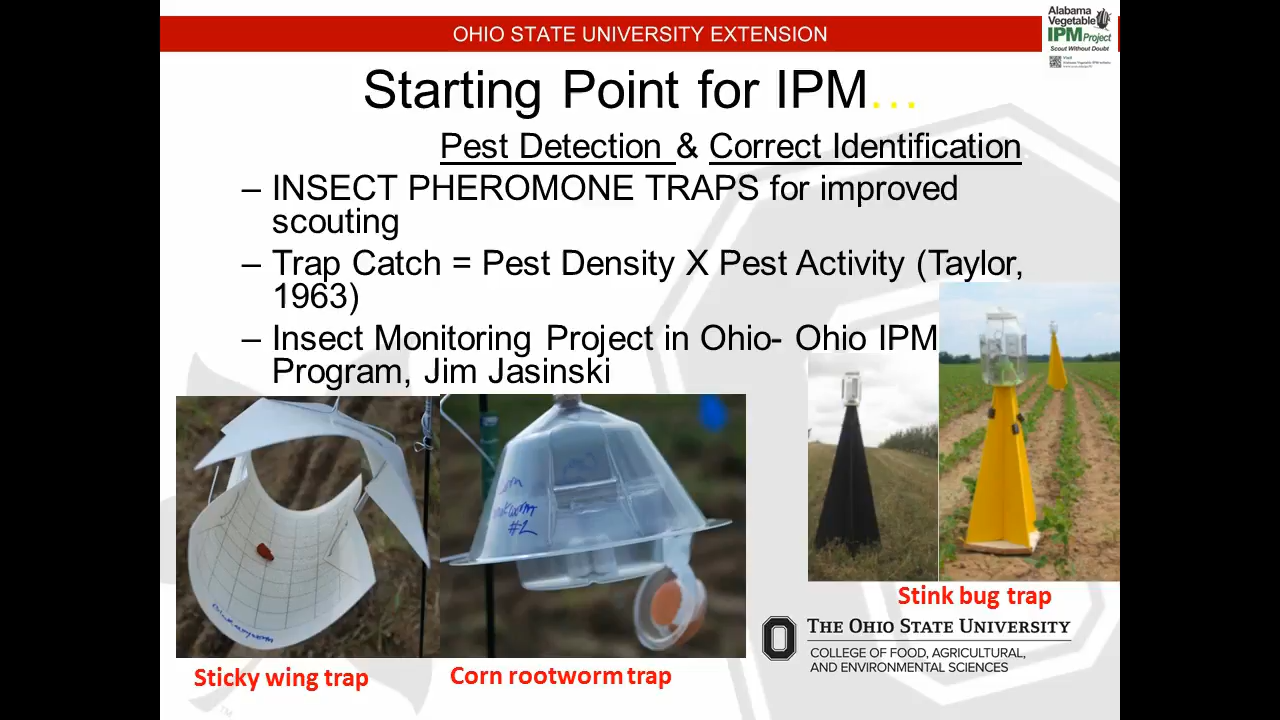 OHIO STATE UNIVERSITY EXTENSION
Alabama
Vegetable
IPM Project
Scout Without Doubt
Visit
Starting Point for IPM...
Pest Detection & Correct Identification
– INSECT PHEROMONE TRAPS for improved
scouting
– Trap Catch = Pest Density X Pest Activity (Taylor,
1963)
– Insect Monitoring Project in Ohio- Ohio IPM
Program, Jim Jasinski
#2
Stink bug trap
THE OHIO STATE UNIVERSITY
COLLEGE OF FOOD, AGRICULTURAL,
AND ENVIRONMENTAL SCIENCES
Sticky wing trap
Corn rootworm trap
TM